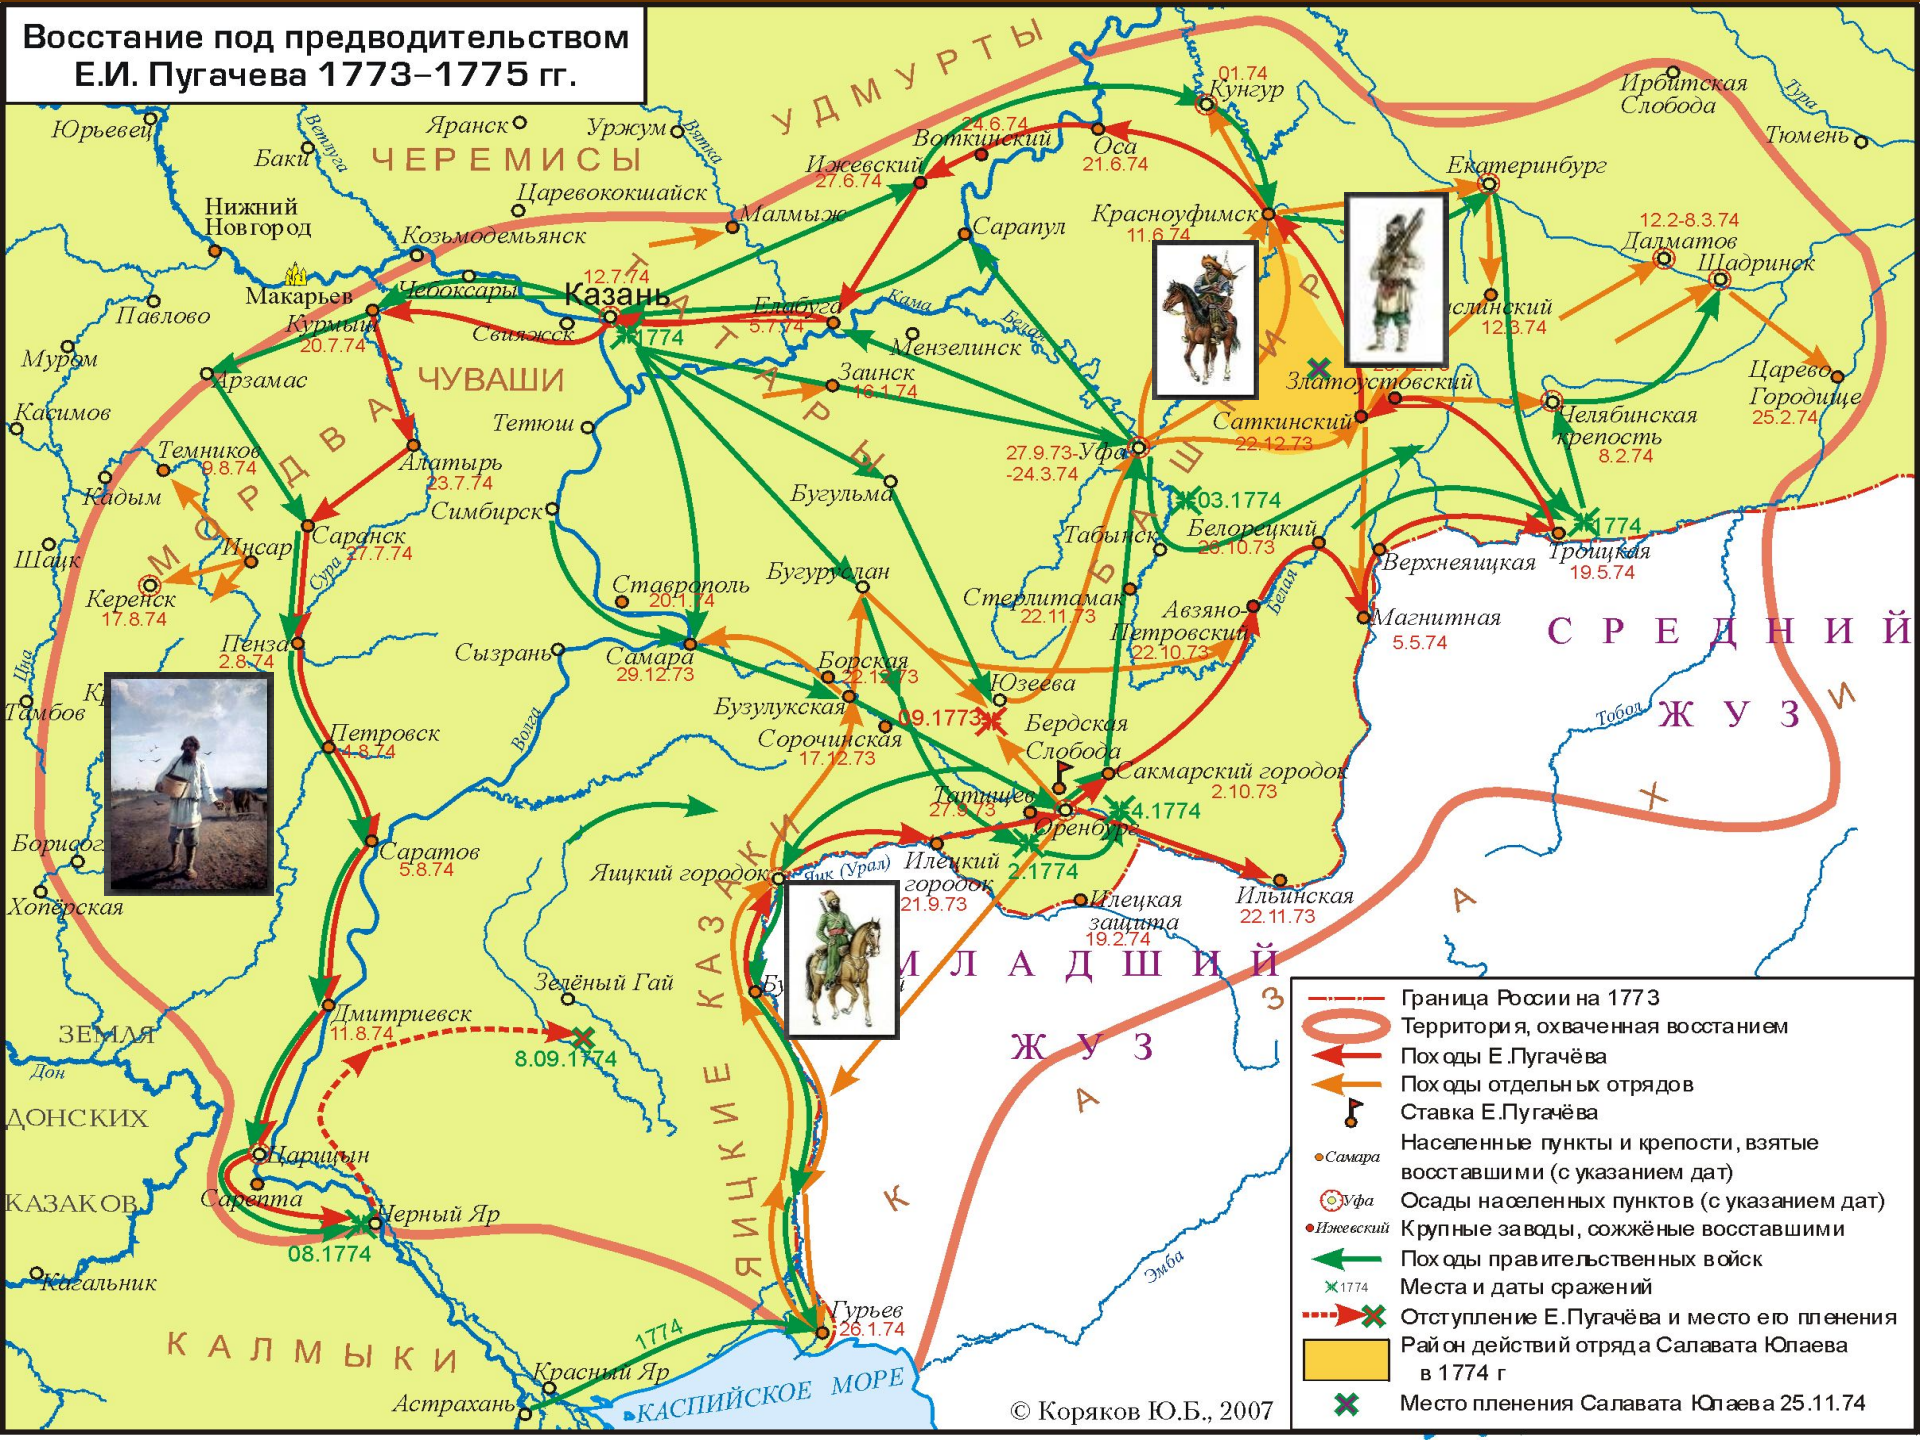 Восстание под предводительством
Е.И. Пугачева 1773–1775 гг.
УДМУРТЫ
01.74
Кунгур
Ирбитская
Слобода
Тура
Тюмень
Юрьевец
Ветлуга
Баки
Яранск
Уржум
Вятка
ЧЕРЕМИСЫ
24.6.74
Воткинский
Оса
21.6.74
Ижевский
27.6.74
Екатеринбург
Царевококшайск
Нижний
Новгород
Малмыж
Сарапул
Красноуфимск
11.6.74
12.2-8.3.74
Далматов
Шадринск
Козьмодемьянск
12.7.74
Казань
Чебоксары
Макарьев
Курмыш
20.7.74
Свияжск
1774
Елабуга
5.7.74
Кама
Белая
ТАТАРЫ
Мензелинск
Павлово
Муром
Арзамас
ЧУВАШИ
Заинск
16.1.74
БАШКИРЫ
ислинский
12.3.74
Златоустовский
Царево
Городище
25.2.74
Касимов
МОРДВА
Темников
9.8.74
Кадым
Алатырь
23.7.74
Тетюш
Симбирск
Бугульма
27.9.73-
-24.3.74
Уфа
Саткинский
22.12.73
Челябинская
крепость
8.2.74
03.1774
Табынск
Белорецкий
26.10.73
1774
Троицкая
19.5.74
Верхнеяицкая
Шацк
Инсар
Саранск
27.7.74
Сура
Керенск
17.8.74
Ставрополь
20.1.74
Бугуруслан
Стерлитамак
22.11.73
Авзяно-
Петровский
22.10.73
Белая
Магнитная
5.5.74
СРЕДНИЙ
ЖУЗ
Пенза
2.8.74
Цна
Тамбов
Кр
Сызрань
Самара
29.12.73
Борская
22.12.73
Бузулукская
Сорочинская
17.12.73
Юзеева
09.1773
Бердская
Слобода
Сакмарский городок
2.10.73
Тобол
Волга
Петровск
4.8.74
Татищев
27.9.73
Оренбург
4.1774
2.1774
Борисог
Саратов
5.8.74
Хопёрская
Яицкий городок
Яик (Урал)
Илецкий
городок
21.9.73
Илецкая
защита
19.2.74
Ильинская
22.11.73
МЛАДШИЙ
ЖУЗ
КАЗАХИ
ЯИЦКИЕ КАЗАКИ
Бу
й
Зелёный Гай
8.09.1774
Дмитриевск
11.8.74
ЗЕМЛЯ
Дон
ДОНСКИХ
КАЗАКОВ
Царицын
Сарепта
Черный Яр
08.1774
Кагальник
КАЛМЫКИ
Гурьев
26.1.74
1774
Красный Яр
Астрахань
КАСПИЙСКОЕ МОРЕ
Эмба
© Коряков Ю.Б., 2007
Граница России на 1773
Территория, охваченная восстанием
Походы Е.Пугачёва
Походы отдельных отрядов
Ставка Е.Пугачёва
Самара
Населенные пункты и крепости, взятые
восставшими (с указанием дат)
Уфа
Осады населенных пунктов (с указанием дат)
Ижевский
Крупные заводы, сожжёные восставшими
Походы правительственных войск
1774
Места и даты сражений
Отступление Е.Пугачёва и место его пленения
Район действий отряда Салавата Юлаева
в 1774 г
Место пленения Салавата Юлаева 25.11.74